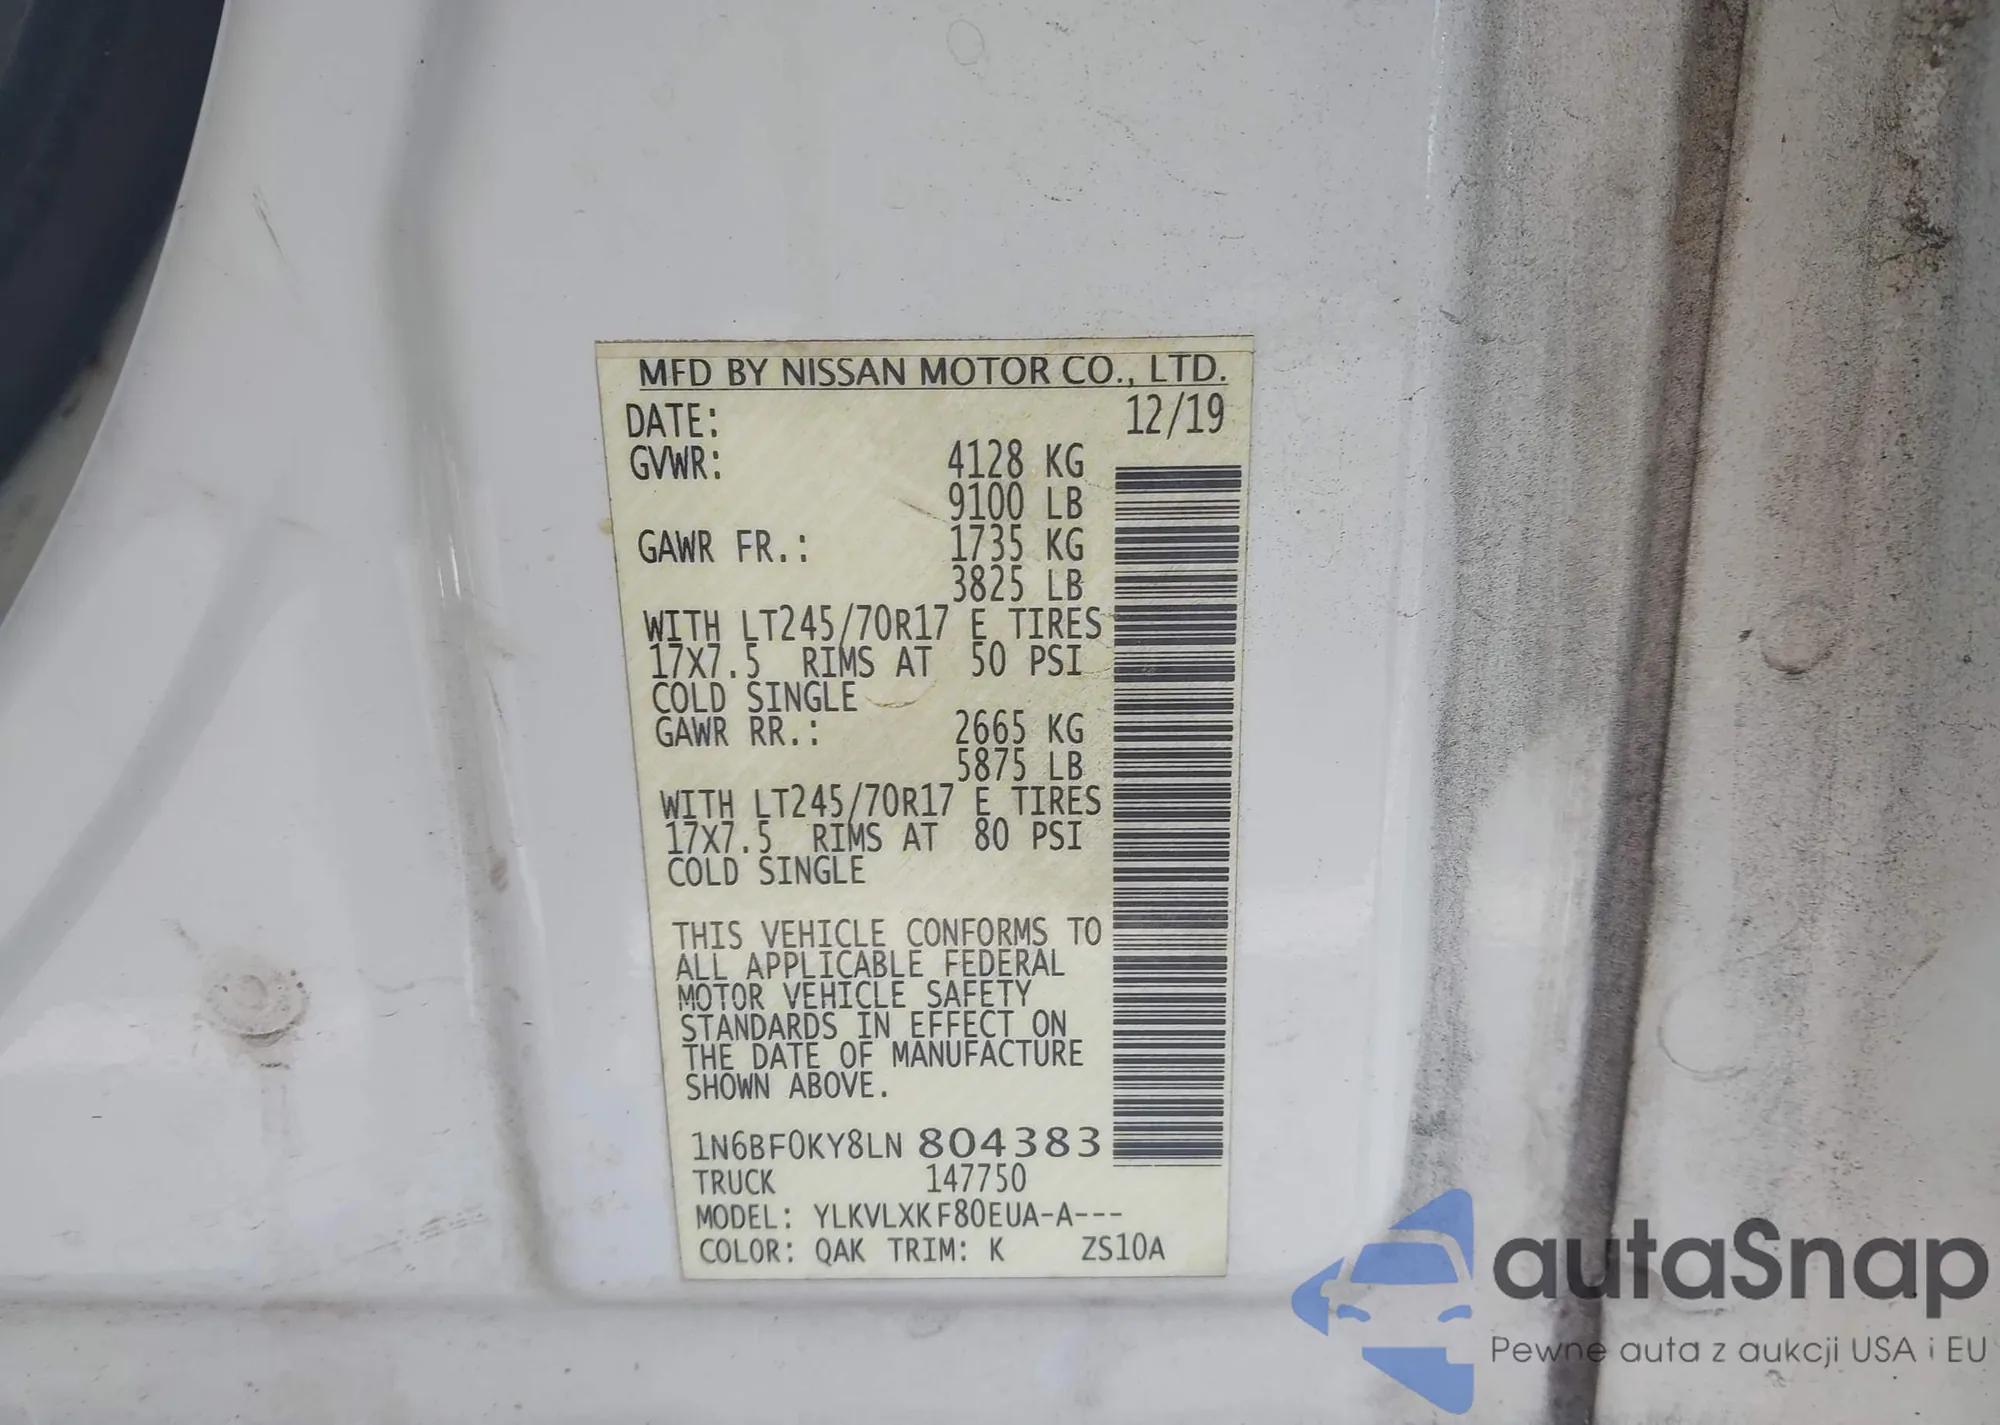 MFD BY NISSAN MOTOR CO., LTD.
DATE: 12/19
GVWR: 4128 KG
9100 LB
GAWR FR.: 1735 KG
3825 LB
WITH LT245/70R17 E TIRES
17X7.5 RIMS AT 50 PSI
COLD SINGLE
GAWR RR.: 2665 KG
5875 LB
WITH LT245/70R17 E TIRES
17X7.5 RIMS AT 80 PSI
COLD SINGLE
THIS VEHICLE CONFORMS TO
ALL APPLICABLE FEDERAL
MOTOR VEHICLE SAFETY
STANDARDS IN EFFECT ON
THE DATE OF MANUFACTURE
SHOWN ABOVE.
1N6BF0KY8LN 804383
TRUCK 147750
MODEL: YLKVLXKF80EUA-A---
COLOR: QAK TRIM: K ZS10A
autaSnap
Pewne auta z aukcji USA i EU